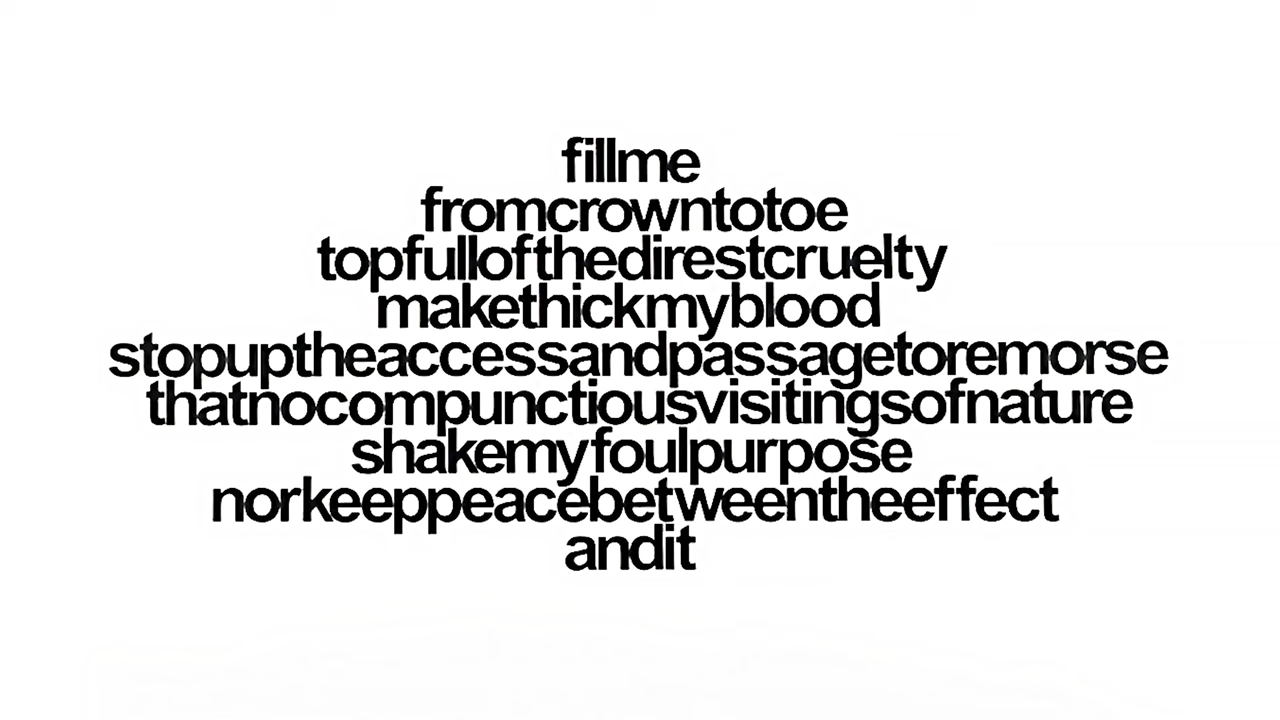 fillme
fromcrowntotoe
topfullofthedirestcruelty
makethickmyblood
stopuptheaccessandpassagetoremorse
thatnocompunctiousvisitingsofnature
shakemyfoulpurpose
norkeeppeacebetweentheeffect
andit